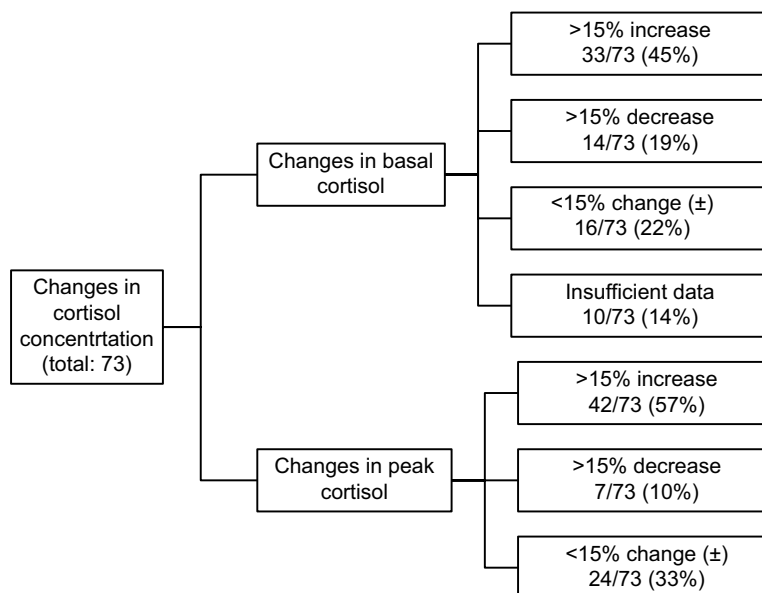 Changes in
cortisol
concentrtation
(total: 73)
Changes in basal
cortisol
>15% increase
33/73 (45%)
>15% decrease
14/73 (19%)
<15% change (±)
16/73 (22%)
Insufficient data
10/73 (14%)
Changes in peak
cortisol
>15% increase
42/73 (57%)
>15% decrease
7/73 (10%)
<15% change (±)
24/73 (33%)